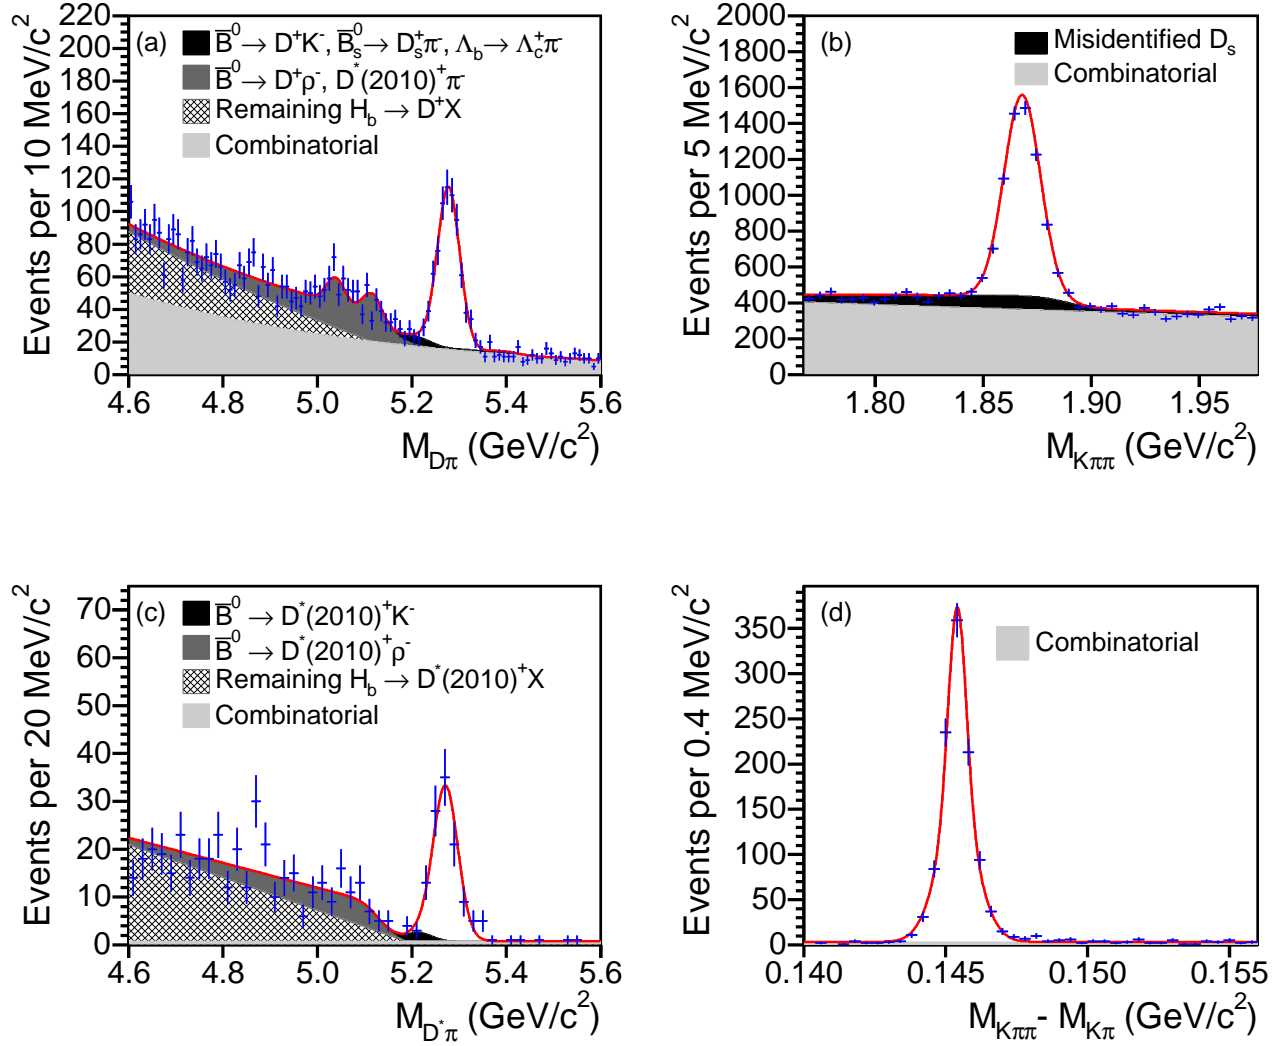 (a)
B̅⁰ → D⁺K⁻, B̅⁰ₛ → D⁺ₛπ⁻, Λ_b → Λ⁺_cπ⁻
B̅⁰ → D⁺ρ⁻, D*(2010)⁺π⁻
Remaining H_b → D⁺X
Combinatorial
Events per 10 MeV/c²
220
200
180
160
140
120
100
80
60
40
20
0
4.6 4.8 5.0 5.2 5.4 5.6
M_Dπ (GeV/c²)
(b)
Misidentified D_s
Combinatorial
Events per 5 MeV/c²
2000
1800
1600
1400
1200
1000
800
600
400
200
0
1.80 1.85 1.90 1.95
M_Kππ (GeV/c²)
(c)
B̅⁰ → D*(2010)⁺K⁻
B̅⁰ → D*(2010)⁺ρ⁻
Remaining H_b → D*(2010)⁺X
Combinatorial
Events per 20 MeV/c²
70
60
50
40
30
20
10
0
4.6 4.8 5.0 5.2 5.4 5.6
M_D*π (GeV/c²)
(d)
Combinatorial
Events per 0.4 MeV/c²
350
300
250
200
150
100
50
0
0.140 0.145 0.150 0.155
M_Kππ - M_Kπ (GeV/c²)